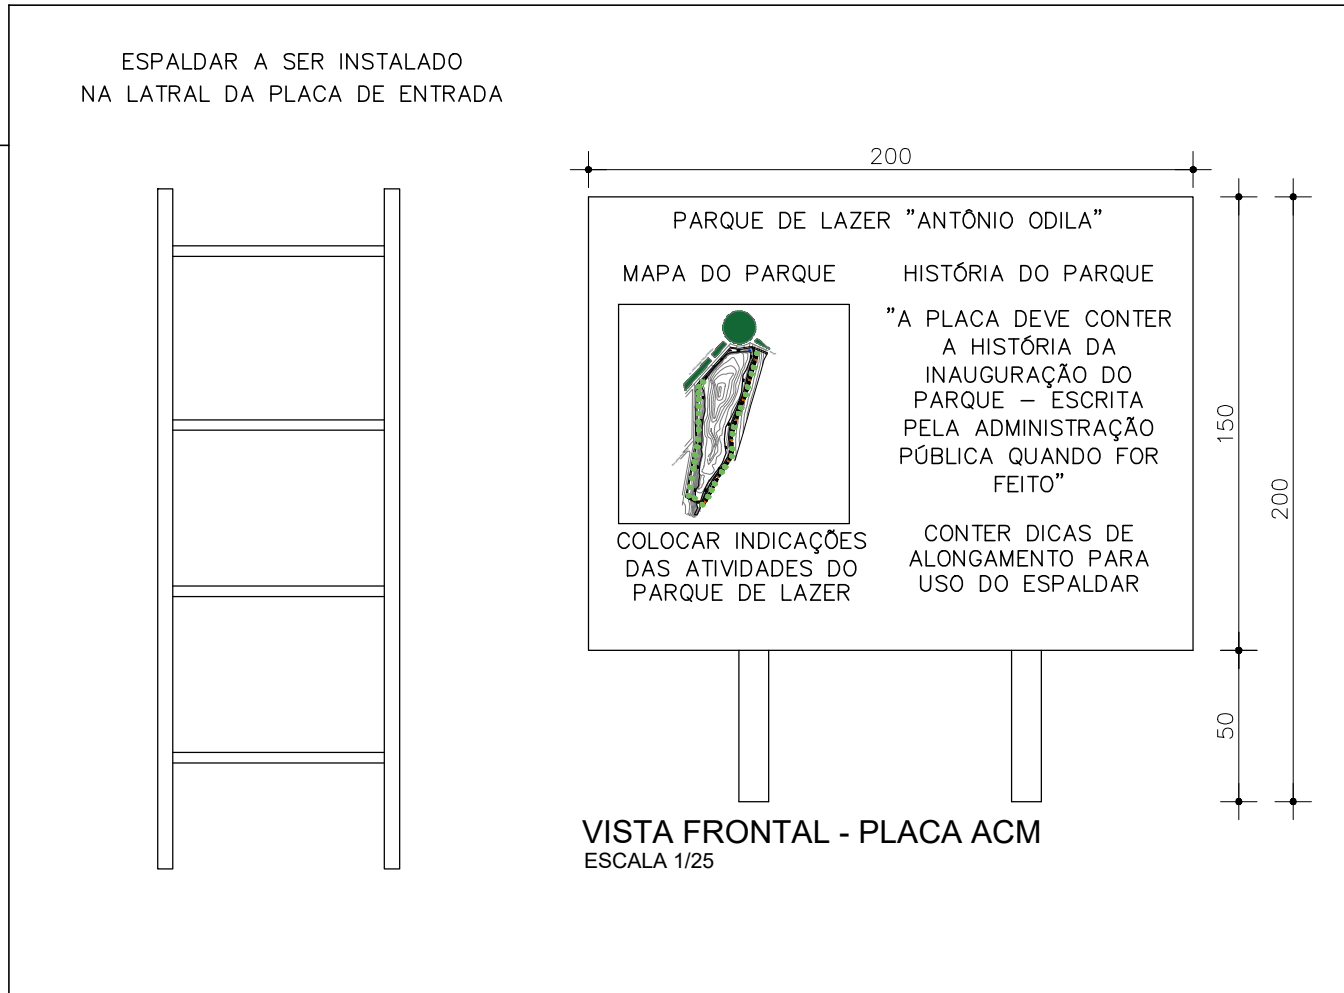 ESPALDAR A SER INSTALADO
NA LATRAL DA PLACA DE ENTRADA
200
PARQUE DE LAZER "ANTÔNIO ODILA"
MAPA DO PARQUE
COLOCAR INDICAÇÕES
DAS ATIVIDADES DO
PARQUE DE LAZER
HISTÓRIA DO PARQUE
"A PLACA DEVE CONTER
A HISTÓRIA DA
INAUGURAÇÃO DO
PARQUE – ESCRITA
PELA ADMINISTRAÇÃO
PÚBLICA QUANDO FOR
FEITO"
CONTER DICAS DE
ALONGAMENTO PARA
USO DO ESPALDAR
150
200
50
VISTA FRONTAL - PLACA ACM
ESCALA 1/25